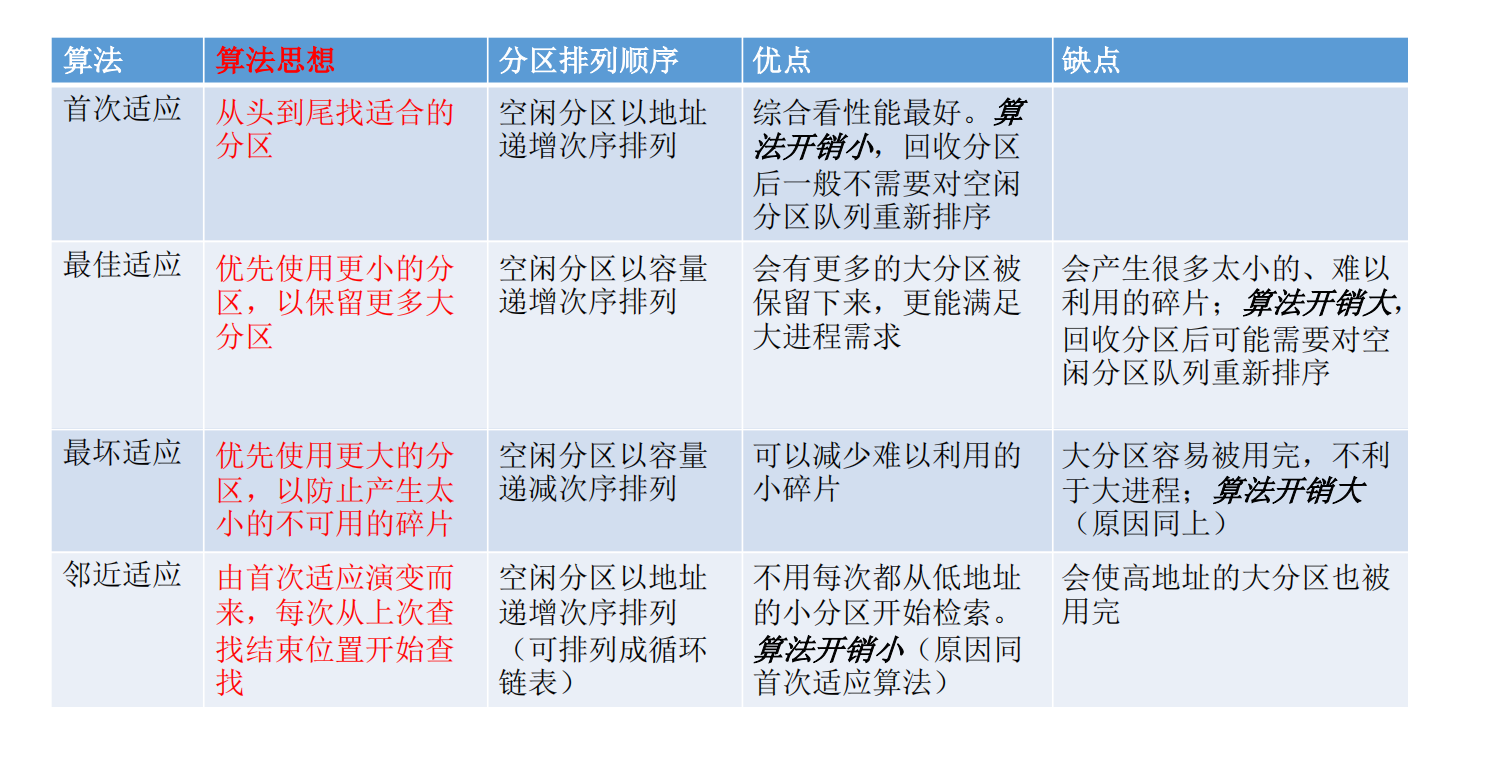 算法
算法思想
分区排列顺序
优点
缺点
首次适应
从头到尾找适合的
分区
空闲分区以地址
递增次序排列
综合看性能最好。算
法开销小，回收分区
后一般不需要对空闲
分区队列重新排序
最佳适应
优先使用更小的分
区，以保留更多大
分区
空闲分区以容量
递增次序排列
会有更多的大分区被
保留下来，更能满足
大进程需求
会产生很多太小的、难以
利用的碎片；算法开销大，
回收分区后可能需要对空
闲分区队列重新排序
最坏适应
优先使用更大的分
区，以防止产生太
小的不可用的碎片
空闲分区以容量
递减次序排列
可以减少难以利用的
小碎片
大分区容易被用完，不利
于大进程；算法开销大
（原因同上）
邻近适应
由首次适应演变而
来，每次从上次查
找结束位置开始查
找
空闲分区以地址
递增次序排列
（可排列成循环
链表）
不用每次都从低地址
的小分区开始检索。
算法开销小（原因同
首次适应算法）
会使高地址的大分区也被
用完